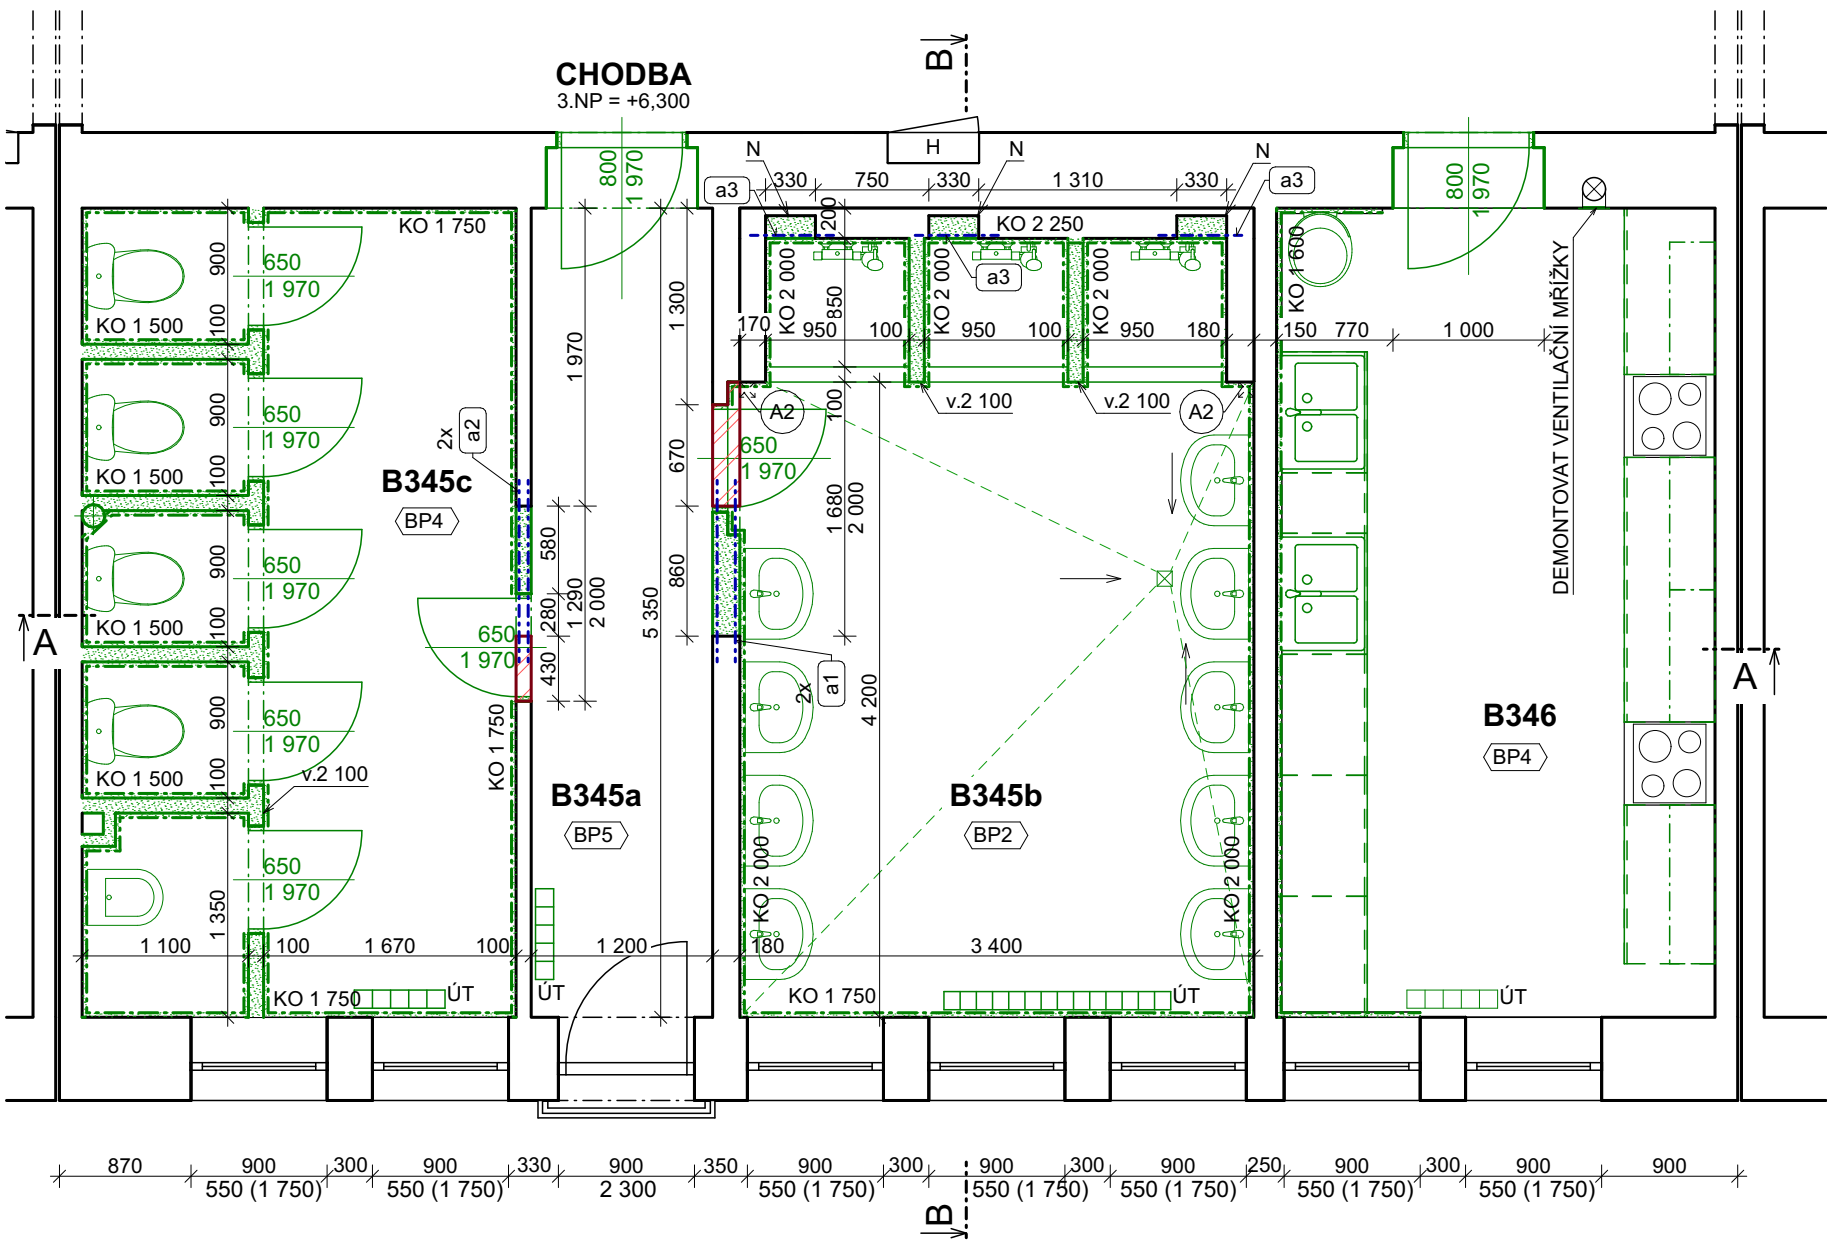 B
CHODBA
3.NP = +6,300
800
1 970
H
N
N
N
800
1 970
330
750
330
1 310
330
a3
a3
a3
200
KO 1 750
KO 2 250
KO 2 000
KO 2 000
KO 2 000
KO 1 600
850
1 300
1 970
900
650
1 970
KO 1 500
100
170
950
100
950
100
950
180
150
770
1 000
DEMONTOVAT VENTILAČNÍ MŘÍŽKY
900
650
1 970
KO 1 500
100
2x
a2
A2
v.2 100
v.2 100
A2
100
650
1 970
670
B345c
BP4
1 680
2 000
900
650
1 970
KO 1 500
100
580
280
1 290
2 000
430
860
5 350
650
1 970
A
A
2x
a1
4 200
900
650
1 970
KO 1 500
100
v.2 100
KO 1 750
B345a
BP5
B345b
BP2
B346
BP4
650
1 970
1 350
KO 2 000
KO 2 000
1 100
100
1 670
100
1 200
180
3 400
KO 1 750
ÚT
ÚT
KO 1 750
ÚT
ÚT
870
900
300
900
330
900
350
900
300
900
300
900
250
900
300
900
900
550 (1 750)
550 (1 750)
2 300
550 (1 750)
550 (1 750)
550 (1 750)
550 (1 750)
550 (1 750)
B